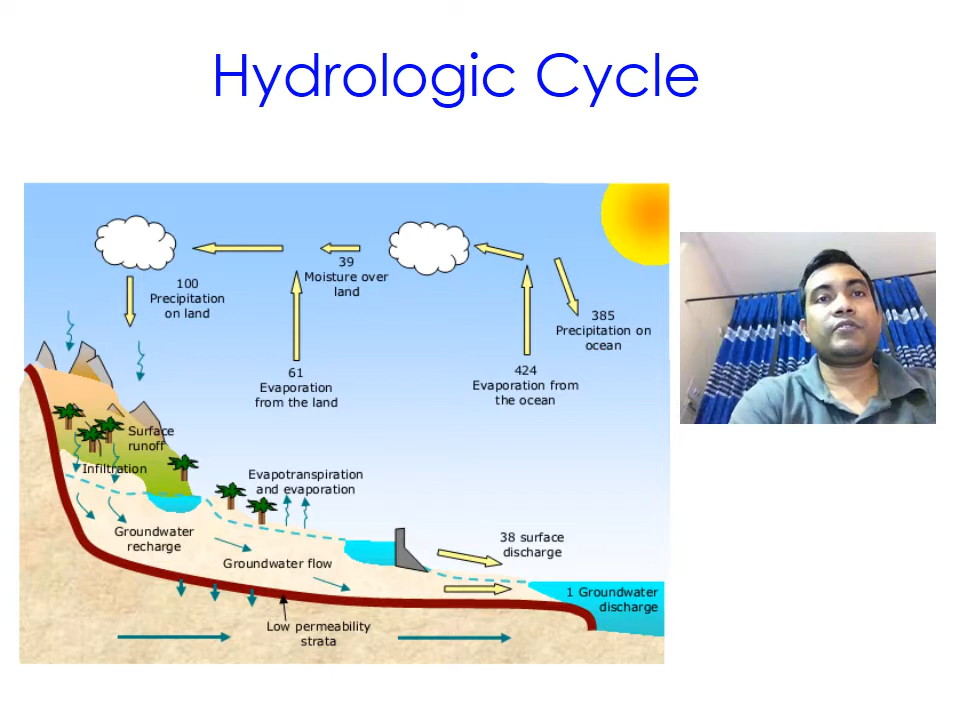 Hydrologic Cycle
39
Moisture over
land
100
Precipitation
on land
385
Precipitation on
ocean
61
Evaporation
from the land
424
Evaporation from
the ocean
Surface
runoff
Infiltration
Evapotranspiration
and evaporation
Groundwater
recharge
Groundwater flow
38 surface
discharge
1 Groundwater
discharge
Low permeability
strata